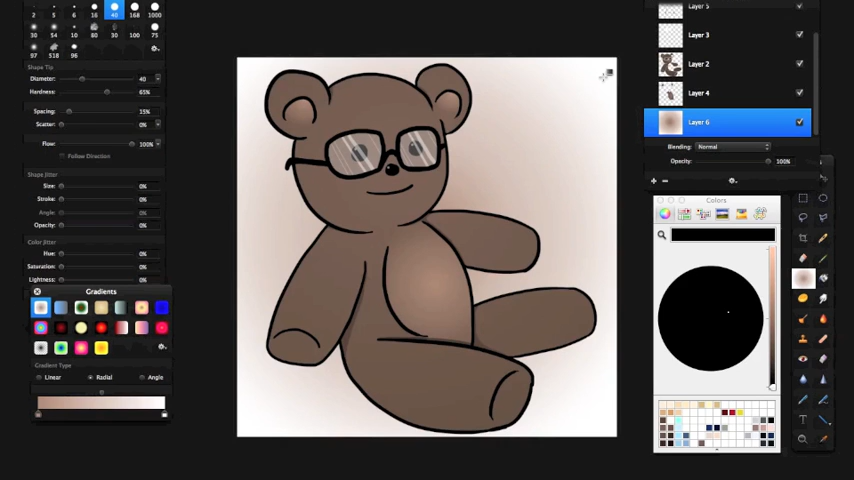 2 5 6 16 40 168 1000
30 54 10 80 30 100 75
97 518 96
Shape Tip
Diameter: 40
Hardness: 65%
Spacing: 15%
Scatter: 0%
Flow: 100%
Follow Direction
Shape Jitter
Size: 0%
Stroke: 0%
Angle: 0%
Opacity: 0%
Color Jitter
Hue: 0%
Saturation: 0%
Lightness: 0%
Gradients
Gradient Type
Linear Radial Angle
Layer 5
Layer 3
Layer 2
Layer 4
Layer 6
Blending: Normal
Opacity: 100%
Colors
T